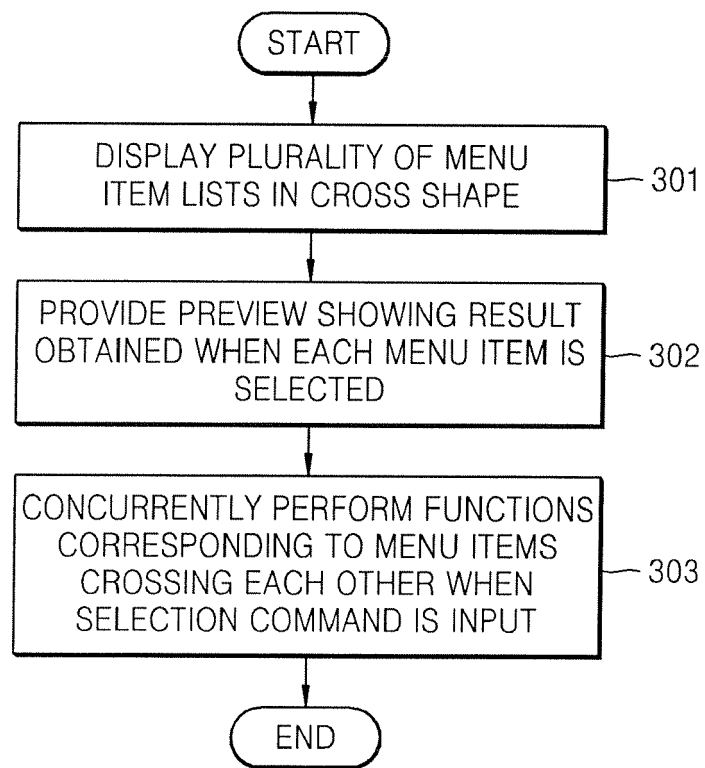 START
DISPLAY PLURALITY OF MENU
ITEM LISTS IN CROSS SHAPE
301
PROVIDE PREVIEW SHOWING RESULT
OBTAINED WHEN EACH MENU ITEM IS
SELECTED
302
CONCURRENTLY PERFORM FUNCTIONS
CORRESPONDING TO MENU ITEMS
CROSSING EACH OTHER WHEN
SELECTION COMMAND IS INPUT
303
END